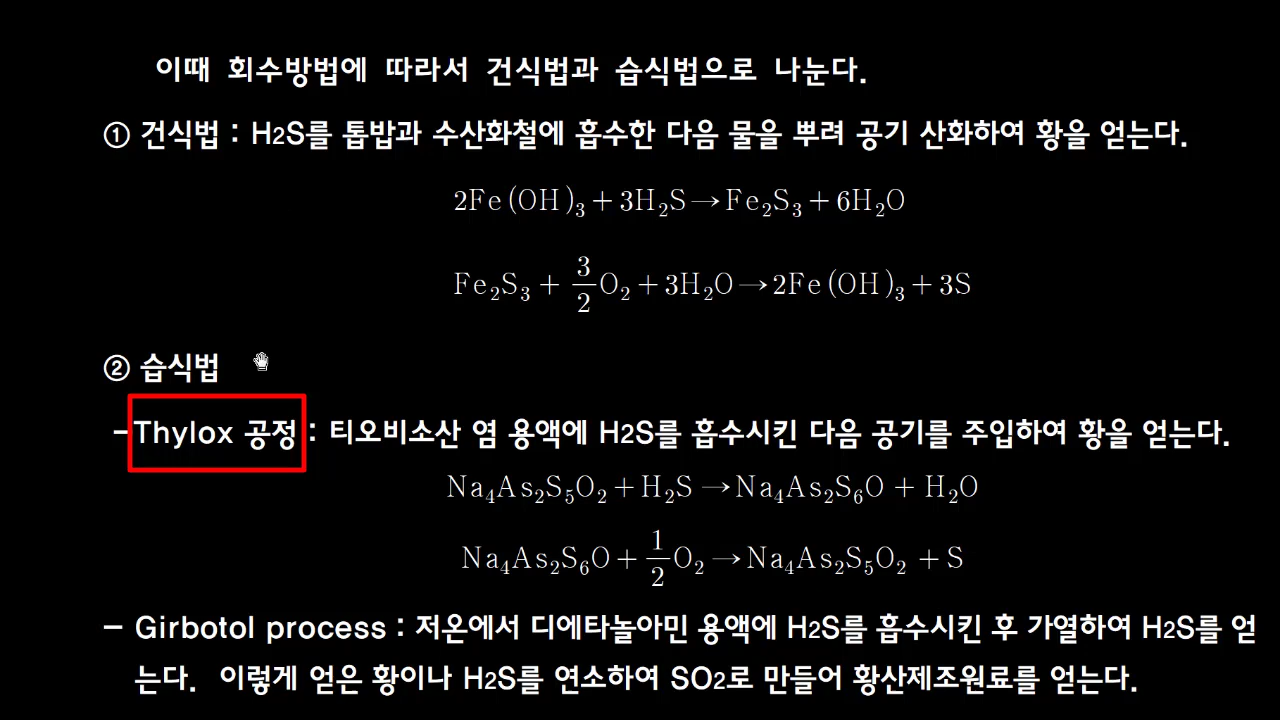 이때 회수방법에 따라서 건식법과 습식법으로 나눈다.
① 건식법 : H2S를 톱밥과 수산화철에 흡수한 다음 물을 뿌려 공기 산화하여 황을 얻는다.
2Fe(OH)₃ + 3H₂S → Fe₂S₃ + 6H₂O
Fe₂S₃ + 3/2 O₂ + 3H₂O → 2Fe(OH)₃ + 3S
② 습식법
- Thylox 공정 : 티오비소산 염 용액에 H2S를 흡수시킨 다음 공기를 주입하여 황을 얻는다.
Na₄As₂S₅O₂ + H₂S → Na₄As₂S₆O + H₂O
Na₄As₂S₆O + 1/2 O₂ → Na₄As₂S₅O₂ + S
- Girbotol process : 저온에서 디에타놀아민 용액에 H2S를 흡수시킨 후 가열하여 H2S를 얻
는다. 이렇게 얻은 황이나 H2S를 연소하여 SO2로 만들어 황산제조원료를 얻는다.